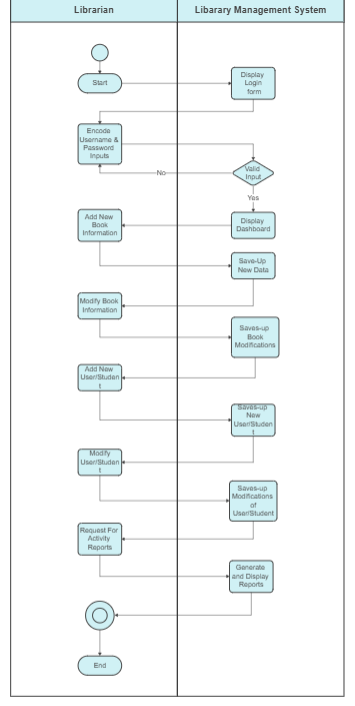 Librarian
Libarary Management System
Start
Display
Login
form
Encode
Username &
Password
Inputs
No
Valid
Input
Yes
Add New
Book
Information
Display
Dashboard
Save-Up
New Data
Modify Book
Information
Saves-up
Book
Modifications
Add New
User/Studen
t
Saves-up
New
User/Studen
t
Modify
User/Studen
t
Saves-up
Modifications
of
User/Student
Request For
Activity
Reports
Generate
and Display
Reports
End